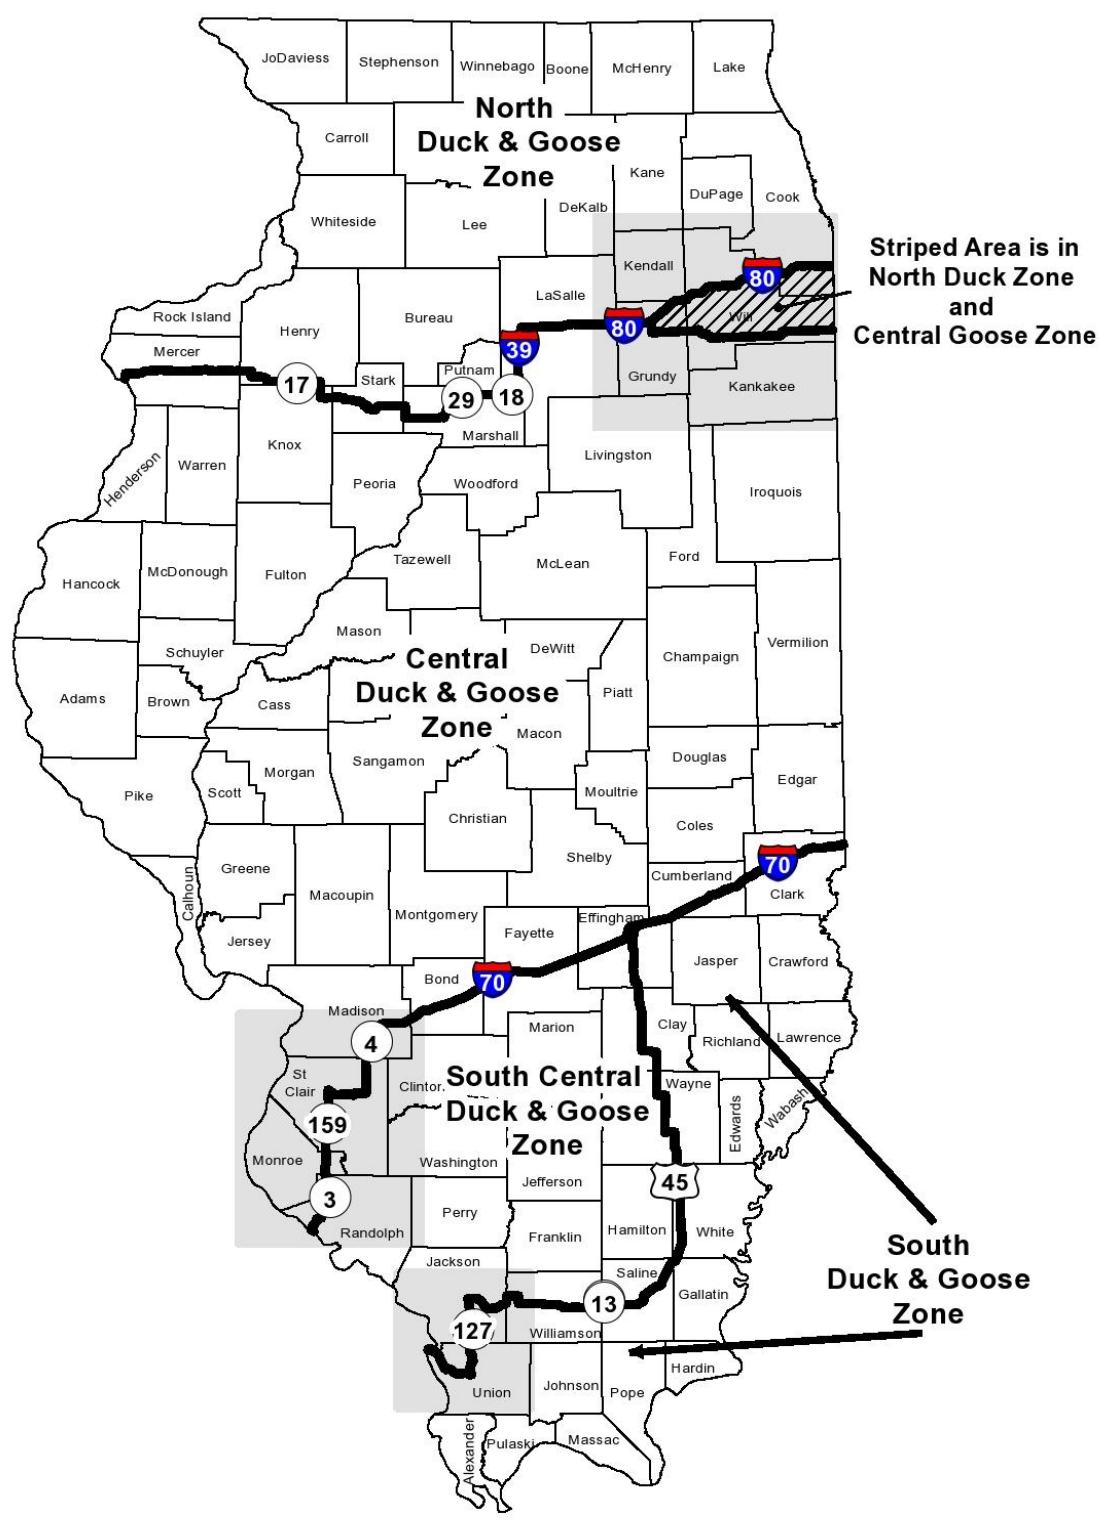 JoDaviess
Stephenson
Winnebago
Boone
McHenry
Lake
North
Duck & Goose
Zone
Carroll
Kane
DuPage
Cook
DeKalb
Whiteside
Lee
Kendall
Striped Area is in
North Duck Zone
and
Central Goose Zone
80
LaSalle
Rock Island
Henry
Bureau
Will
80
39
Mercer
Putnam
Stark
Grundy
Kankakee
17
29
18
Marshall
Knox
Livingston
Henderson
Warren
Peoria
Woodford
Iroquois
Tazewell
McLean
Ford
Hancock
McDonough
Fulton
Mason
Schuyler
Central
Duck & Goose
Zone
DeWitt
Champaign
Vermilion
Adams
Brown
Cass
Piatt
Macon
Sangamon
Douglas
Morgan
Edgar
Scott
Moultrie
Pike
Christian
Coles
Shelby
Greene
Cumberland
70
Clark
Calhoun
Macoupin
Montgomery
Effingham
Fayette
Jersey
Jasper
Crawford
Bond
70
Madison
Marion
Clay
Richland
Lawrence
4
St
Clair
Clinton
South Central
Duck & Goose
Zone
Wayne
Edwards
Wabash
159
Monroe
Washington
Jefferson
45
3
Randolph
Perry
Franklin
Hamilton
White
South
Duck & Goose
Zone
Jackson
Saline
Gallatin
13
127
Williamson
Hardin
Union
Johnson
Pope
Alexander
Pulaski
Massac